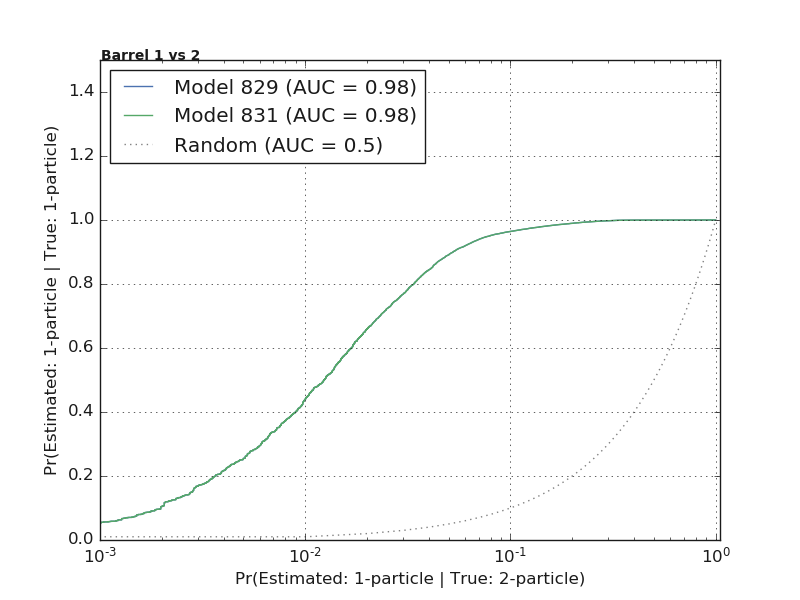 Barrel 1 vs 2
Model 829 (AUC = 0.98)
Model 831 (AUC = 0.98)
Random (AUC = 0.5)
1.4
1.2
1.0
0.8
0.6
0.4
0.2
0.0
Pr(Estimated: 1-particle | True: 1-particle)
10^-3 10^-2 10^-1 10^0
Pr(Estimated: 1-particle | True: 2-particle)